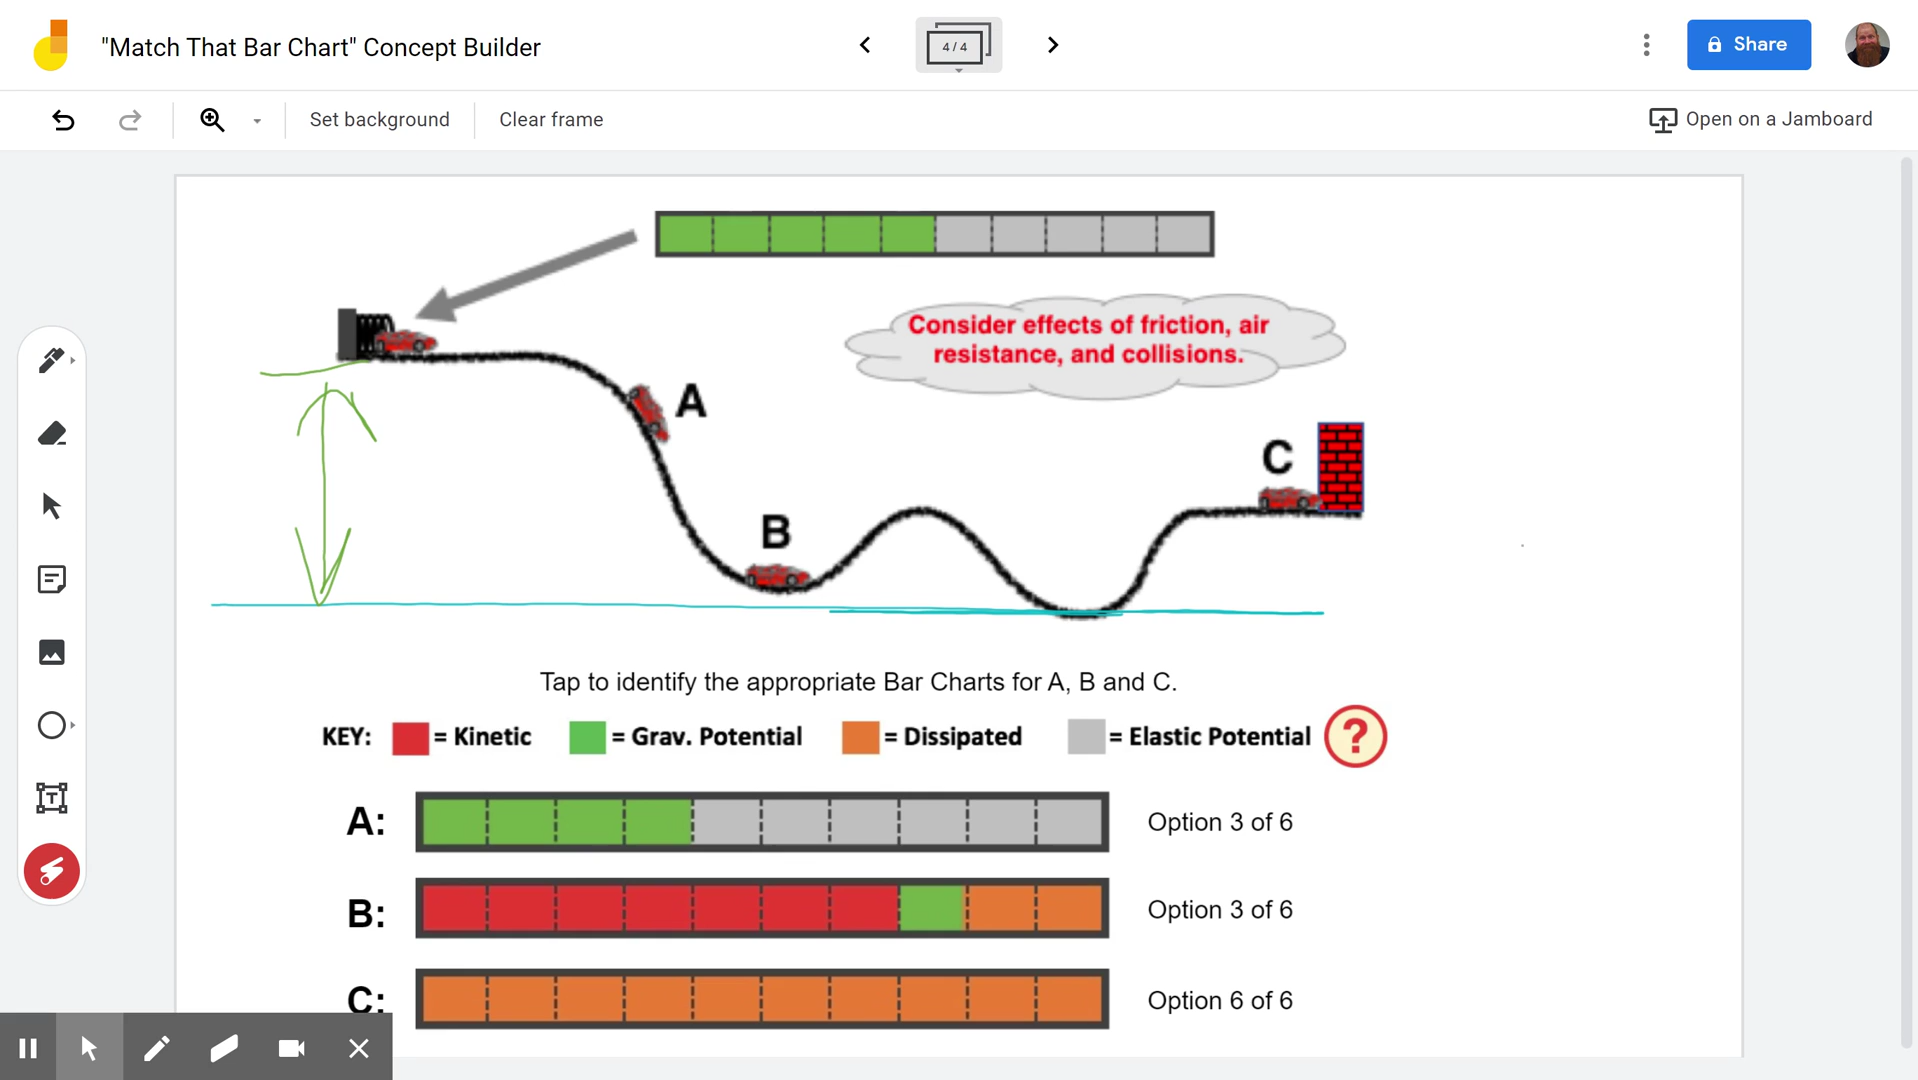 "Match That Bar Chart" Concept Builder
4 / 4
Share
Set background
Clear frame
Open on a Jamboard
Consider effects of friction, air
resistance, and collisions.
A
B
C
Tap to identify the appropriate Bar Charts for A, B and C.
KEY: = Kinetic = Grav. Potential = Dissipated = Elastic Potential ?
A: Option 3 of 6
B: Option 3 of 6
C: Option 6 of 6